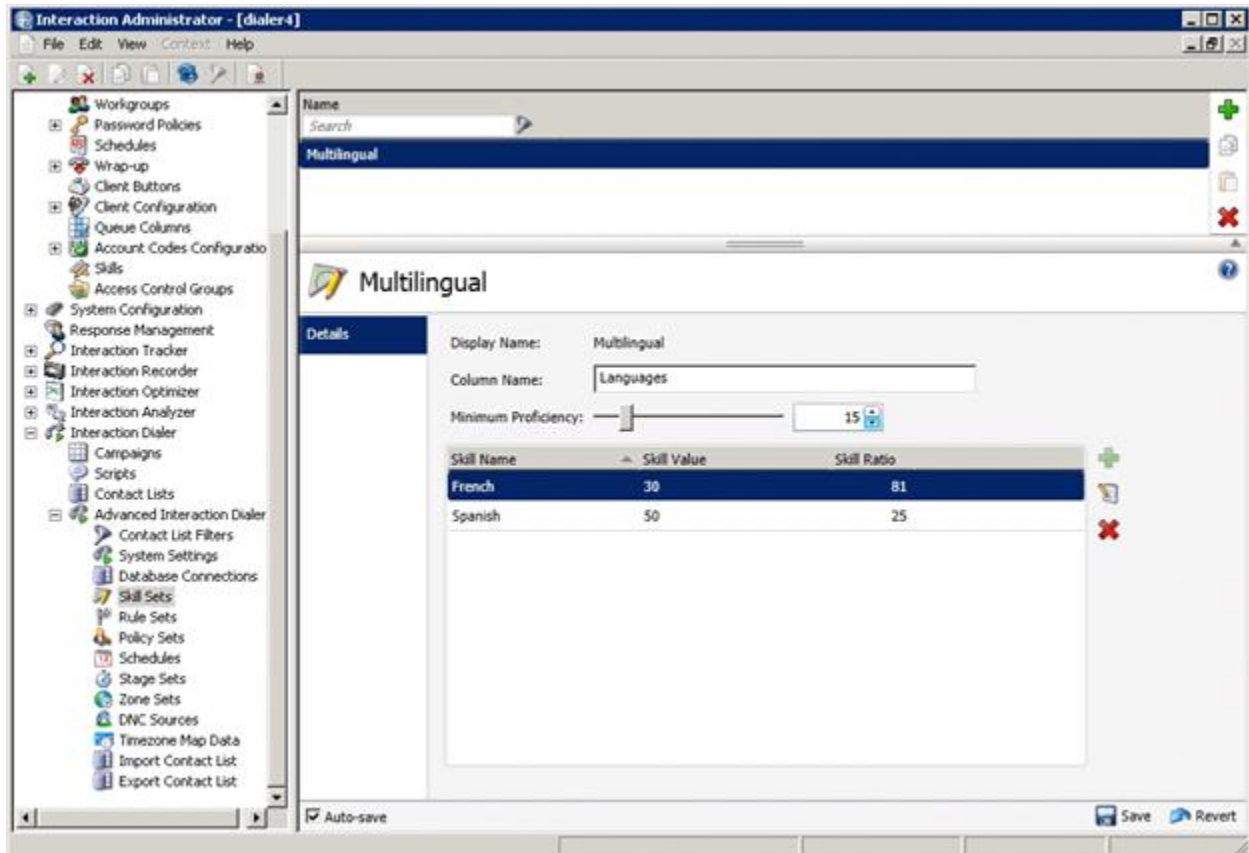 Interaction Administrator - [dialer4]
File Edit View Context Help
Workgroups
Password Policies
Schedules
Wrap-up
Client Buttons
Client Configuration
Queue Columns
Account Codes Configuratio
Skills
Access Control Groups
System Configuration
Response Management
Interaction Tracker
Interaction Recorder
Interaction Optimizer
Interaction Analyzer
Interaction Dialer
Campaigns
Scripts
Contact Lists
Advanced Interaction Dialer
Contact List Filters
System Settings
Database Connections
Skill Sets
Rule Sets
Policy Sets
Schedules
Stage Sets
Zone Sets
DNC Sources
Timezone Map Data
Import Contact List
Export Contact List
Name
Search
Multilingual
Multilingual
Details
Display Name: Multilingual
Column Name: Languages
Minimum Proficiency: 15
Skill Name Skill Value Skill Ratio
French 30 81
Spanish 50 25
Auto-save Save Revert